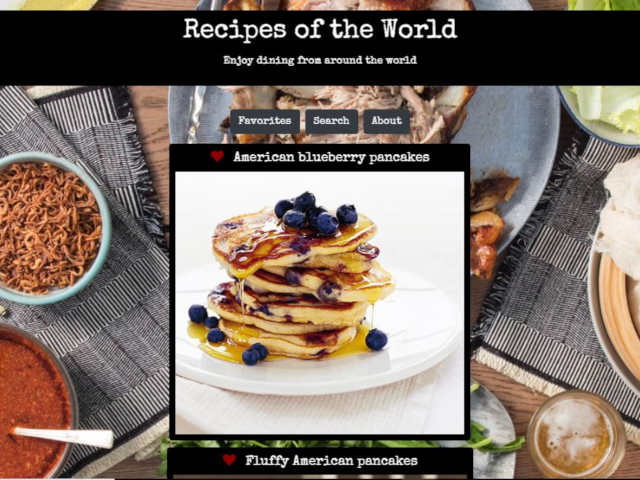 Recipes of the World
Enjoy dining from around the world
Favorites Search About
American blueberry pancakes
Fluffy American pancakes